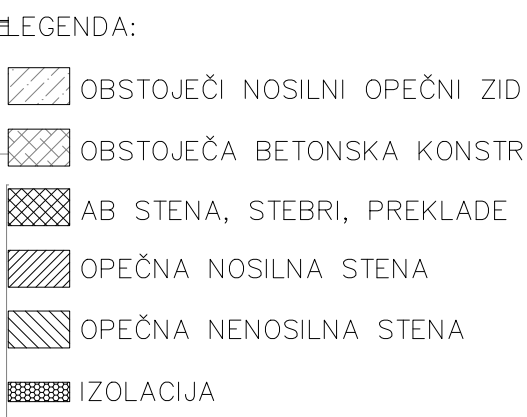 LEGENDA:
OBSTOJEČI NOSILNI OPEČNI ZID
OBSTOJEČA BETONSKA KONSTR
AB STENA, STEBRI, PREKLADE
OPEČNA NOSILNA STENA
OPEČNA NENOSILNA STENA
IZOLACIJA